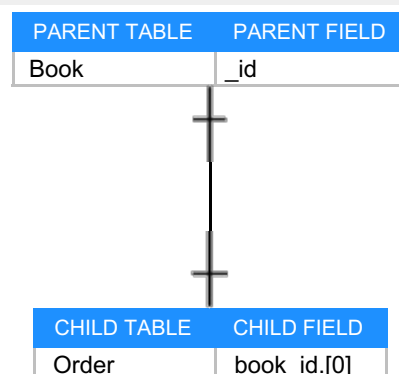 PARENT TABLE PARENT FIELD
Book _id
CHILD TABLE CHILD FIELD
Order book_id.[0]